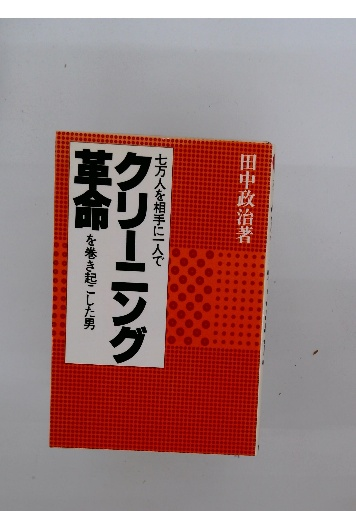 田中政治著
七万人を相手に一人で
クリーニング
革命を巻き起こした男